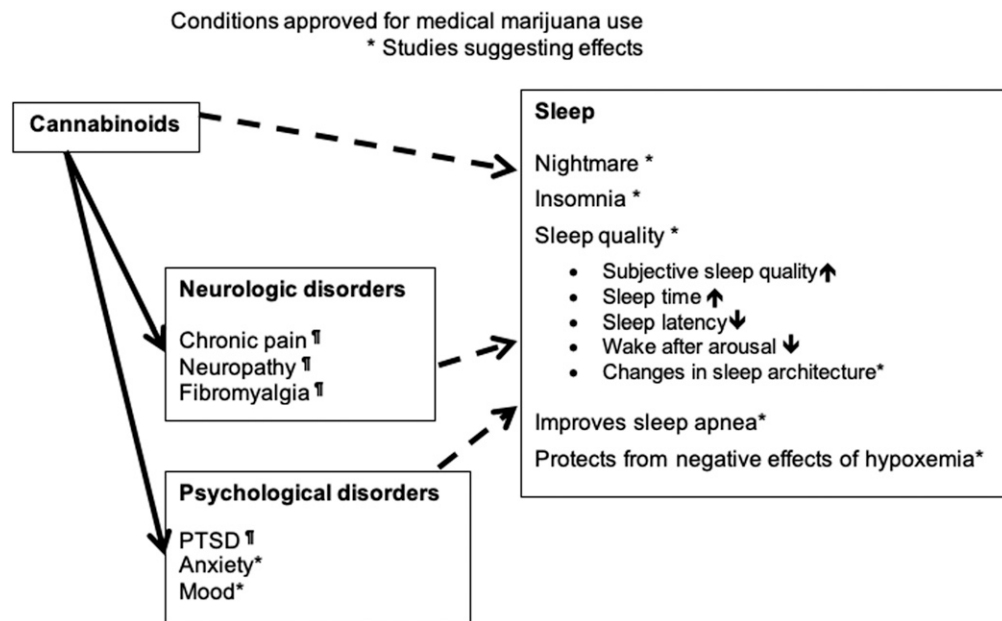 Conditions approved for medical marijuana use
* Studies suggesting effects
Cannabinoids
Neurologic disorders
Chronic pain ¶
Neuropathy ¶
Fibromyalgia ¶
Psychological disorders
PTSD ¶
Anxiety*
Mood*
Sleep
Nightmare *
Insomnia *
Sleep quality *
• Subjective sleep quality ↑
• Sleep time ↑
• Sleep latency ↓
• Wake after arousal ↓
• Changes in sleep architecture*
Improves sleep apnea*
Protects from negative effects of hypoxemia*